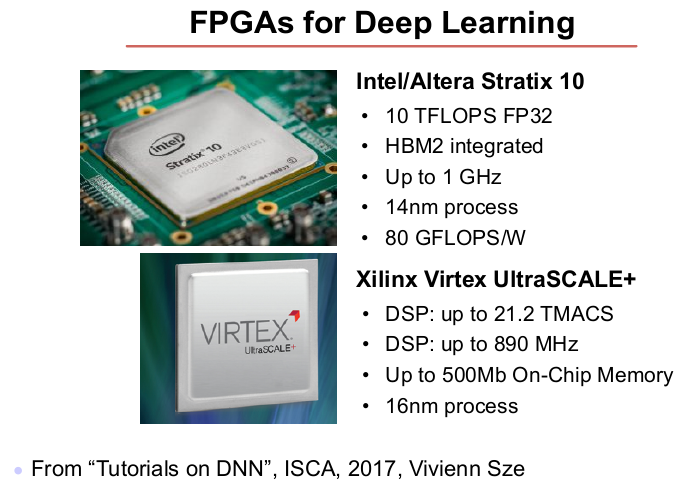 FPGAs for Deep Learning
Intel/Altera Stratix 10
• 10 TFLOPS FP32
• HBM2 integrated
• Up to 1 GHz
• 14nm process
• 80 GFLOPS/W
intel
Stratix 10
Xilinx Virtex UltraSCALE+
• DSP: up to 21.2 TMACS
• DSP: up to 890 MHz
• Up to 500Mb On-Chip Memory
• 16nm process
VIRTEX
UltraSCALE+
• From “Tutorials on DNN”, ISCA, 2017, Vivienn Sze